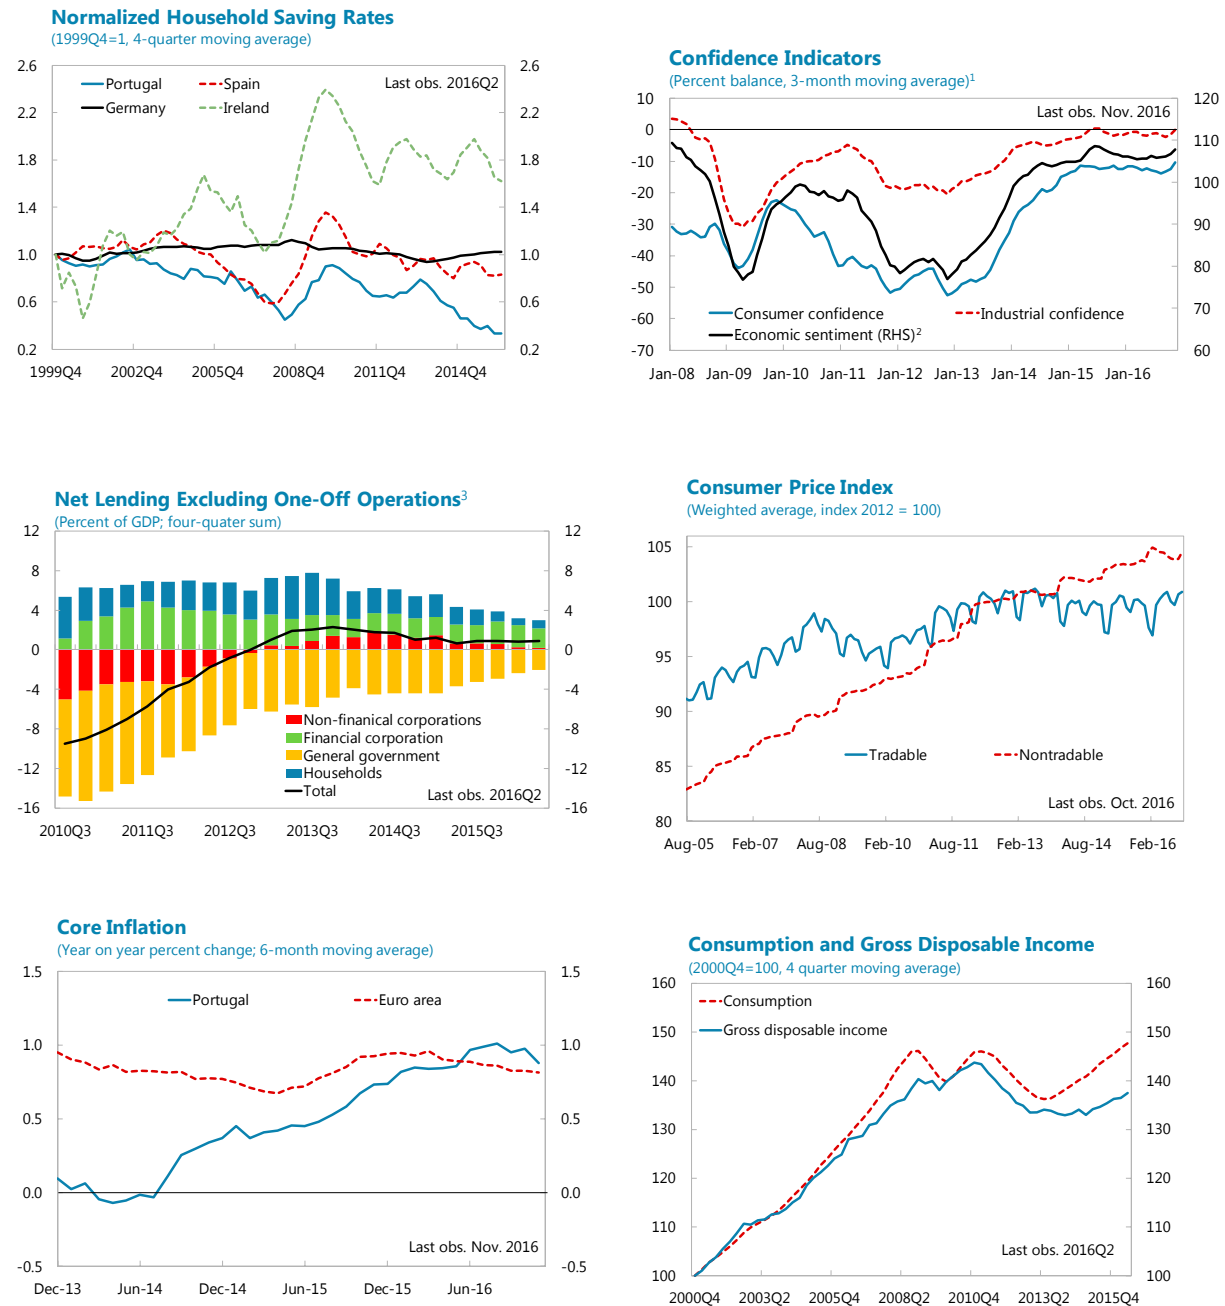 Normalized Household Saving Rates
(1999Q4=1, 4-quarter moving average)
2.6 2.6
Portugal Spain Last obs. 2016Q2
Germany Ireland
2.2 2.2
1.8 1.8
1.4 1.4
1.0 1.0
0.6 0.6
0.2 0.2
1999Q4 2002Q4 2005Q4 2008Q4 2011Q4 2014Q4
Confidence Indicators
(Percent balance, 3-month moving average)1
10 120
Last obs. Nov. 2016
0 110
-10
-20 100
-30 90
-40 80
-50 70
Consumer confidence Industrial confidence
-60
Economic sentiment (RHS)2
-70 60
Jan-08 Jan-09 Jan-10 Jan-11 Jan-12 Jan-13 Jan-14 Jan-15 Jan-16
Net Lending Excluding One-Off Operations3
(Percent of GDP; four-quater sum)
12 12
8 8
4 4
0 0
-4 -4
-8 -8
-12 -12
-16 -16
Non-finanical corporations
Financial corporation
General government
Households
Total
Last obs. 2016Q2
2010Q3 2011Q3 2012Q3 2013Q3 2014Q3 2015Q3
Consumer Price Index
(Weighted average, index 2012 = 100)
105
100
95
90
85
80
Tradable Nontradable
Last obs. Oct. 2016
Aug-05 Feb-07 Aug-08 Feb-10 Aug-11 Feb-13 Aug-14 Feb-16
Core Inflation
(Year on year percent change; 6-month moving average)
1.5 1.5
Portugal Euro area
1.0 1.0
0.5 0.5
0.0 0.0
Last obs. Nov. 2016
-0.5 -0.5
Dec-13 Jun-14 Dec-14 Jun-15 Dec-15 Jun-16
Consumption and Gross Disposable Income
(2000Q4=100, 4 quarter moving average)
160 160
Consumption
Gross disposable income
150 150
140 140
130 130
120 120
110 110
Last obs. 2016Q2
100 100
2000Q4 2003Q2 2005Q4 2008Q2 2010Q4 2013Q2 2015Q4